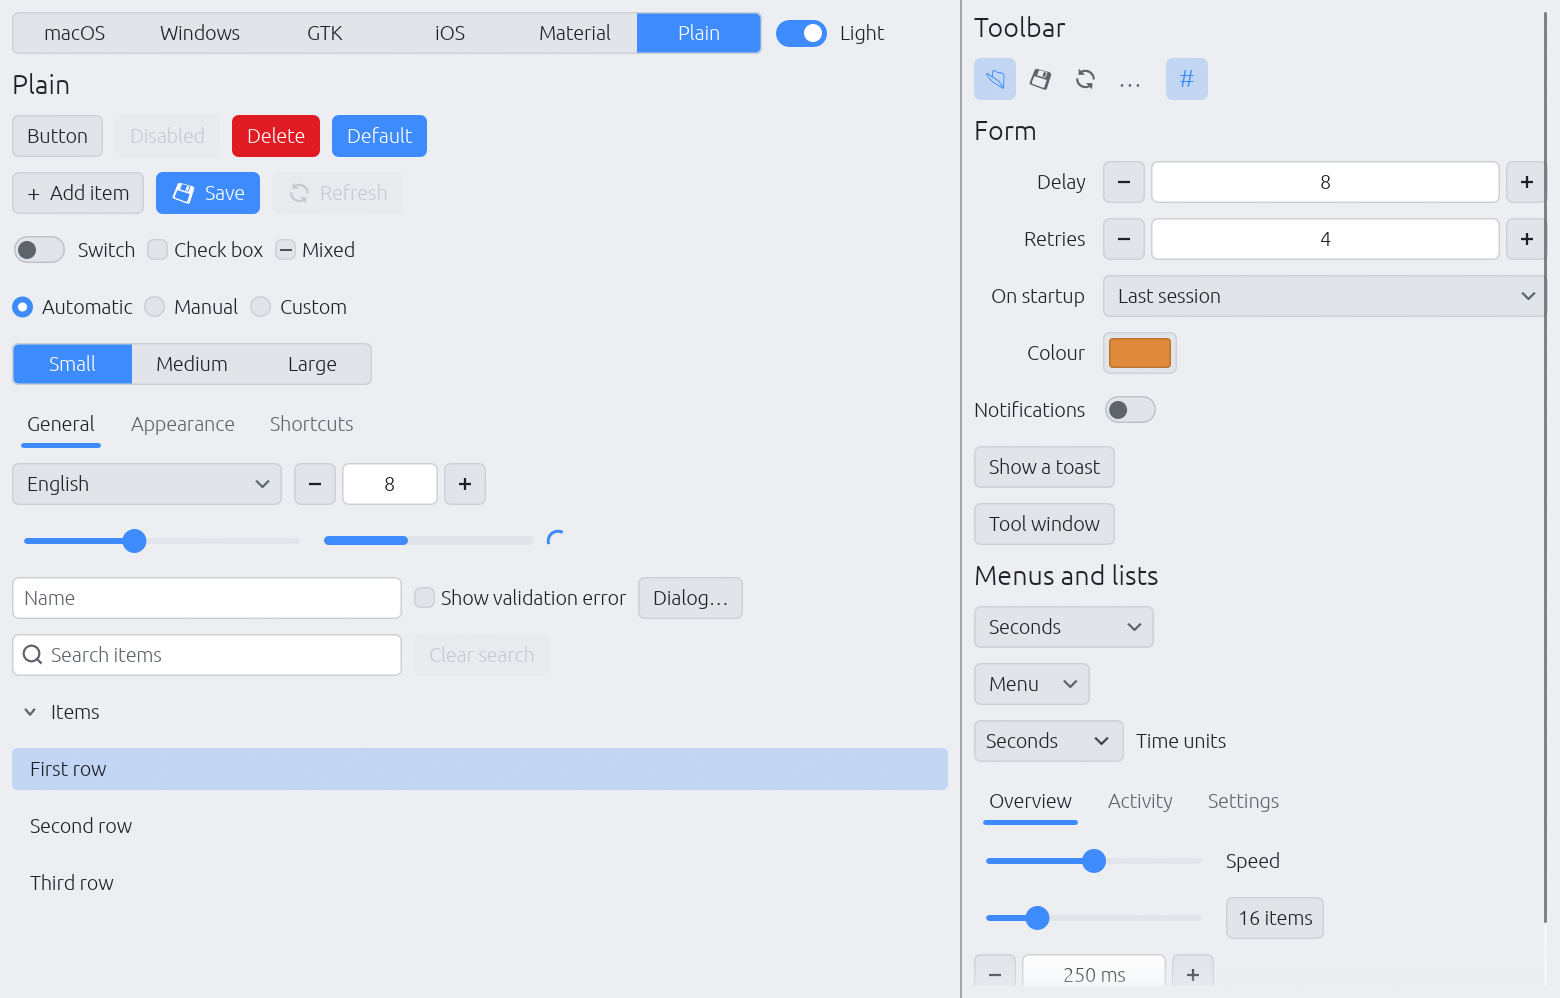 macOS Windows GTK iOS Material Plain Light
Plain
Button Disabled Delete Default
+ Add item Save Refresh
Switch Check box Mixed
Automatic Manual Custom
Small Medium Large
General Appearance Shortcuts
English − 8 +
Name Show validation error Dialog...
Search items Clear search
Items
First row
Second row
Third row
Toolbar
... #
Form
Delay − 8 +
Retries − 4 +
On startup Last session
Colour
Notifications
Show a toast
Tool window
Menus and lists
Seconds
Menu
Seconds Time units
Overview Activity Settings
Speed
16 items
− 250 ms +